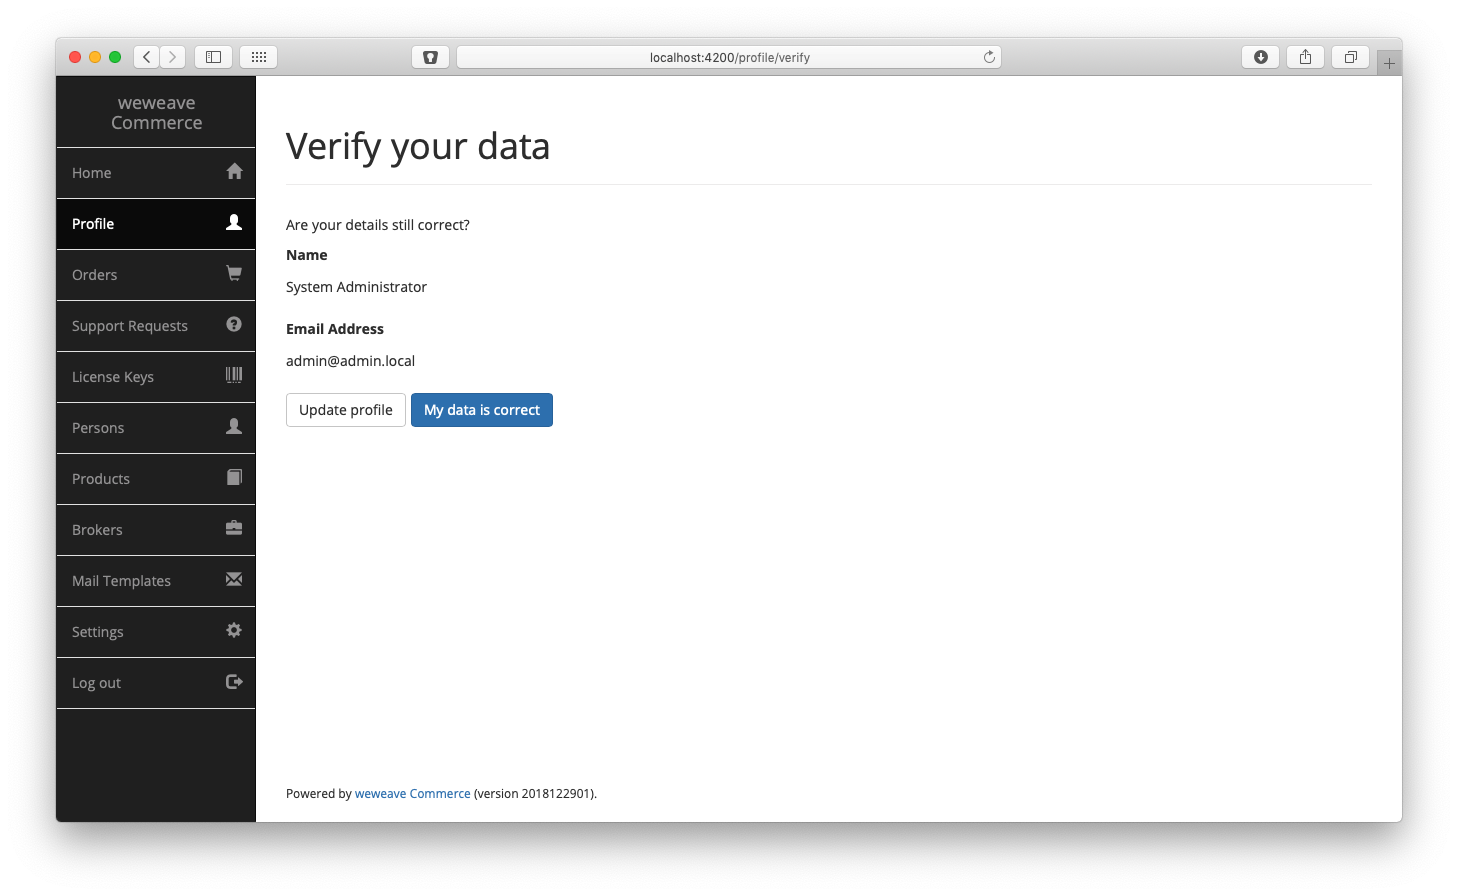 localhost:4200/profile/verify
weweave
Commerce
Home
Profile
Orders
Support Requests
License Keys
Persons
Products
Brokers
Mail Templates
Settings
Log out
Verify your data
Are your details still correct?
Name
System Administrator
Email Address
admin@admin.local
Update profile
My data is correct
Powered by weweave Commerce (version 2018122901).